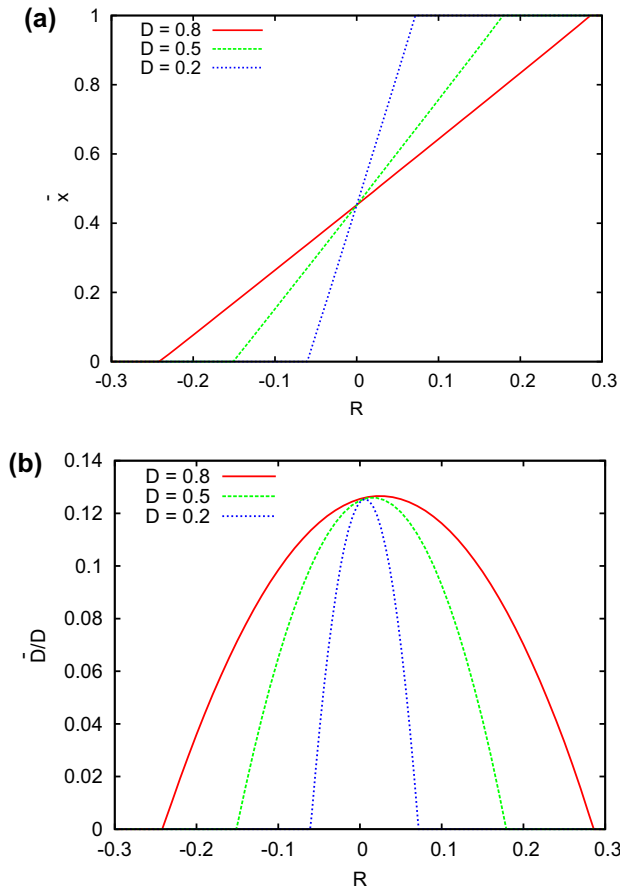 (a)
D = 0.8
D = 0.5
D = 0.2
1
0.8
0.6
0.4
0.2
0
x̄
-0.3 -0.2 -0.1 0 0.1 0.2 0.3
R
(b)
D = 0.8
D = 0.5
D = 0.2
0.14
0.12
0.1
0.08
0.06
0.04
0.02
0
D̄/D
-0.3 -0.2 -0.1 0 0.1 0.2 0.3
R